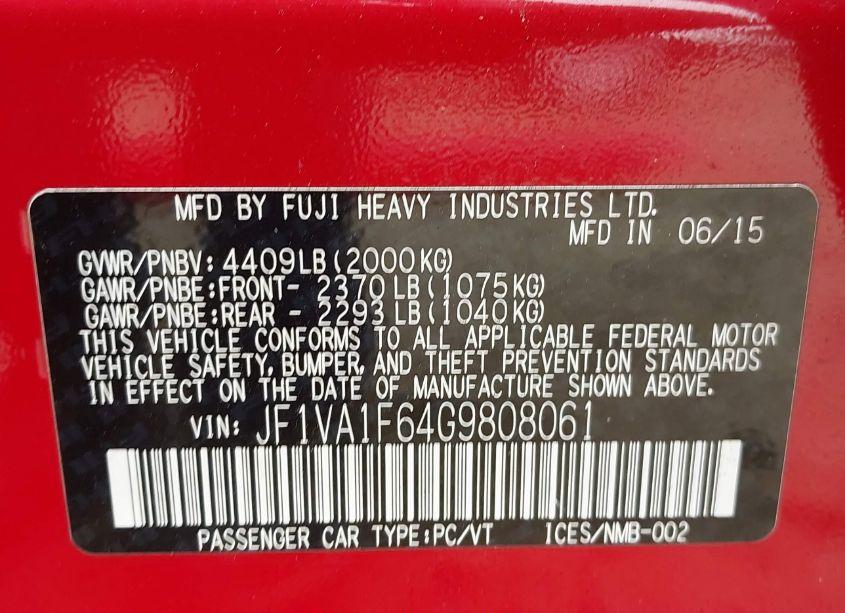 MFD BY FUJI HEAVY INDUSTRIES LTD.
MFD IN 06/15
GVWR/PNBV: 4409LB(2000KG)
GAWR/PNBE:FRONT- 2370LB(1075KG)
GAWR/PNBE:REAR - 2293LB(1040KG)
THIS VEHICLE CONFORMS TO ALL APPLICABLE FEDERAL MOTOR
VEHICLE SAFETY, BUMPER, AND THEFT PREVENTION STANDARDS
IN EFFECT ON THE DATE OF MANUFACTURE SHOWN ABOVE.
VIN: JF1VA1F64G9808061
PASSENGER CAR TYPE:PC/VT ICES/NMB-002